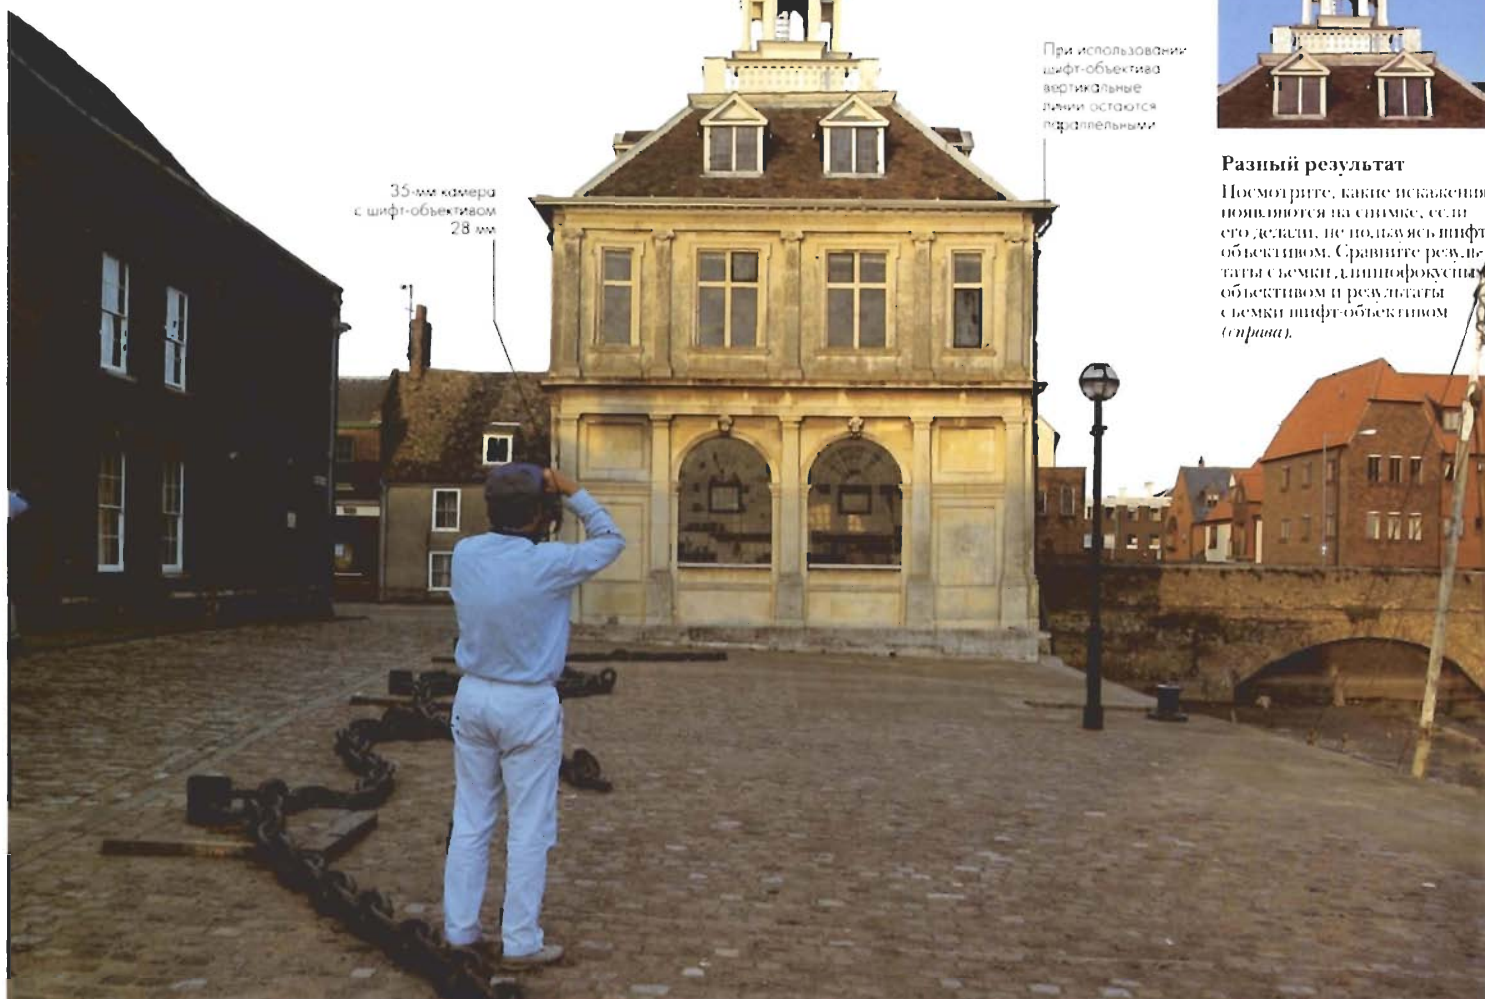 При использовании
шифт-объектива
вертикальные
линии остаются
параллельными
35-мм камера
с шифт-объективом
28 мм
Разный результат
Посмотрите, какие искажения
появляются на снимке, если
его делали, не пользуясь шифт-
объективом. Сравните резуль-
таты съемки длиннофокусным
объективом и результаты
съемки шифт-объективом
(справа).